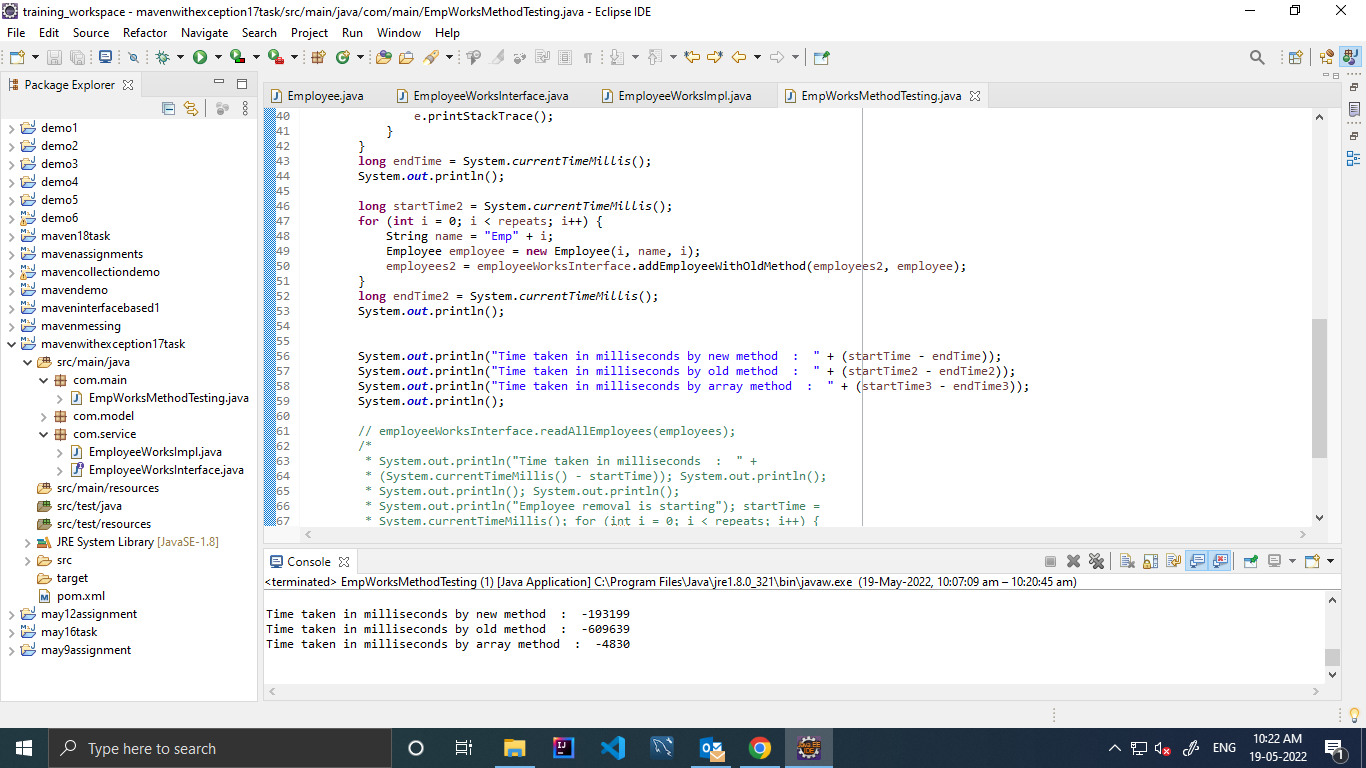 training_workspace - mavenwithexception17task/src/main/java/com/main/EmpWorksMethodTesting.java - Eclipse IDE
File Edit Source Refactor Navigate Search Project Run Window Help
Package Explorer
demo1
demo2
demo3
demo4
demo5
demo6
maven18task
mavenassignments
mavencollectiondemo
mavendemo
maveninterfacebased1
mavenmessing
mavenwithexception17task
src/main/java
com.main
EmpWorksMethodTesting.java
com.model
com.service
EmployeeWorksImpl.java
EmployeeWorksInterface.java
src/main/resources
src/test/java
src/test/resources
JRE System Library [JavaSE-1.8]
src
target
pom.xml
may12assignment
may16task
may9assignment
Employee.java EmployeeWorksInterface.java EmployeeWorksImpl.java EmpWorksMethodTesting.java
40 e.printStackTrace();
41 }
42 }
43 long endTime = System.currentTimeMillis();
44 System.out.println();
45
46 long startTime2 = System.currentTimeMillis();
47 for (int i = 0; i < repeats; i++) {
48 String name = "Emp" + i;
49 Employee employee = new Employee(i, name, i);
50 employees2 = employeeWorksInterface.addEmployeeWithOldMethod(employees2, employee);
51 }
52 long endTime2 = System.currentTimeMillis();
53 System.out.println();
54
55
56 System.out.println("Time taken in milliseconds by new method  :  " + (startTime - endTime));
57 System.out.println("Time taken in milliseconds by old method  :  " + (startTime2 - endTime2));
58 System.out.println("Time taken in milliseconds by array method  :  " + (startTime3 - endTime3));
59 System.out.println();
60
61 // employeeWorksInterface.readAllEmployees(employees);
62 /*
63 * System.out.println("Time taken in milliseconds  :  " +
64 * (System.currentTimeMillis() - startTime)); System.out.println();
65 * System.out.println(); System.out.println();
66 * System.out.println("Employee removal is starting"); startTime =
67 * System.currentTimeMillis(); for (int i = 0; i < repeats; i++) {
Console
<terminated> EmpWorksMethodTesting (1) [Java Application] C:\Program Files\Java\jre1.8.0_321\bin\javaw.exe (19-May-2022, 10:07:09 am – 10:20:45 am)
Time taken in milliseconds by new method  :  -193199
Time taken in milliseconds by old method  :  -609639
Time taken in milliseconds by array method  :  -4830
Type here to search
ENG
10:22 AM
19-05-2022
1